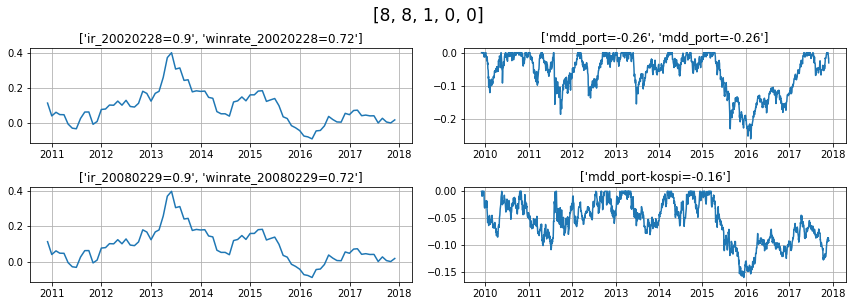 [8, 8, 1, 0, 0]
['ir_20020228=0.9', 'winrate_20020228=0.72']
0.4
0.2
0.0
2011 2012 2013 2014 2015 2016 2017 2018
['mdd_port=-0.26', 'mdd_port=-0.26']
0.0
−0.1
−0.2
2010 2011 2012 2013 2014 2015 2016 2017 2018
['ir_20080229=0.9', 'winrate_20080229=0.72']
0.4
0.2
0.0
2011 2012 2013 2014 2015 2016 2017 2018
['mdd_port-kospi=-0.16']
0.00
−0.05
−0.10
−0.15
2010 2011 2012 2013 2014 2015 2016 2017 2018